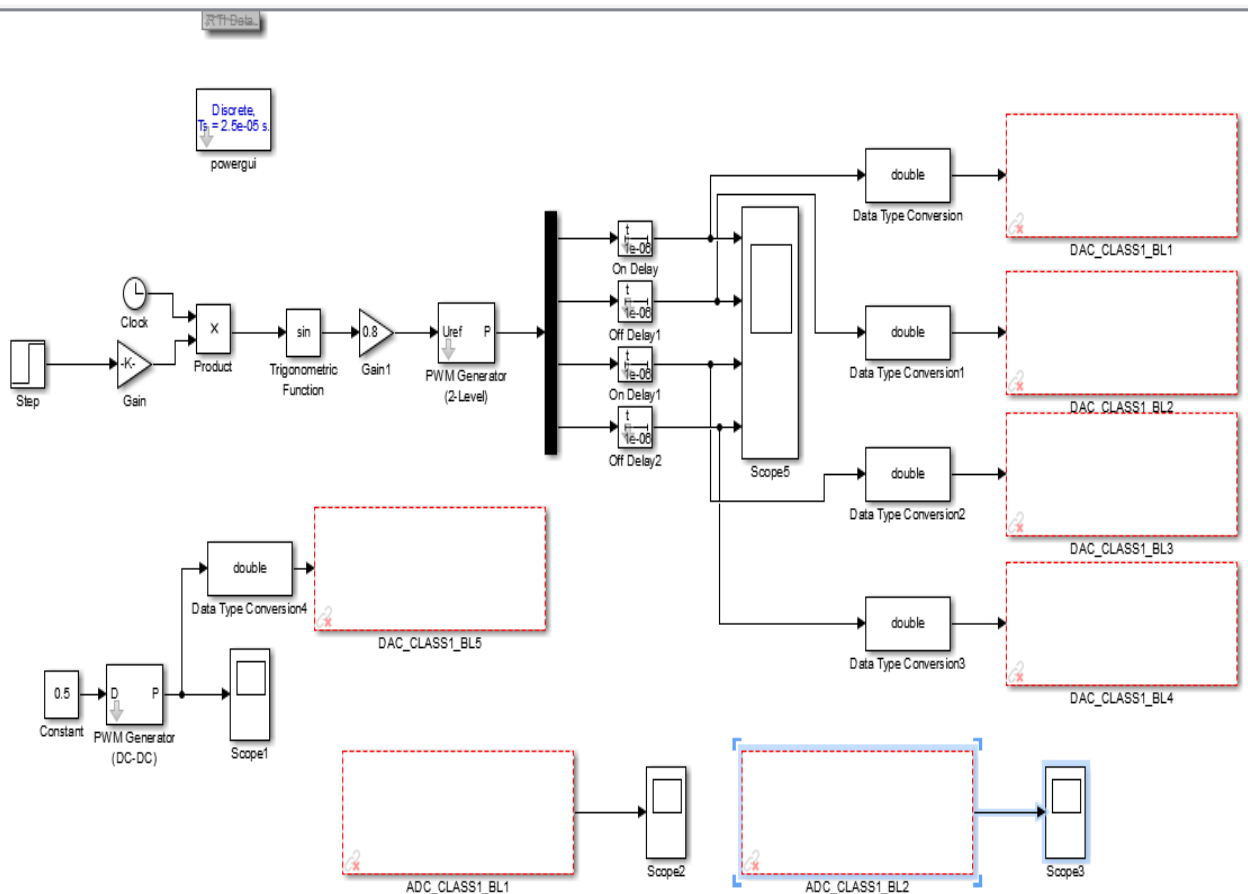 RTI Data
Discrete,
Ts = 2.5e-05 s.
powergui
Clock
Step
-K-
Gain
×
Product
sin
Trigonometric
Function
0.8
Gain1
Uref P
PWM Generator
(2-Level)
t
1e-06
On Delay
t
1e-06
Off Delay1
t
1e-06
On Delay1
t
1e-06
Off Delay2
Scope5
double
Data Type Conversion
DAC_CLASS1_BL1
double
Data Type Conversion1
DAC_CLASS1_BL2
double
Data Type Conversion2
DAC_CLASS1_BL3
double
Data Type Conversion3
DAC_CLASS1_BL4
double
Data Type Conversion4
DAC_CLASS1_BL5
0.5
Constant
D P
PWM Generator
(DC-DC)
Scope1
ADC_CLASS1_BL1
Scope2
ADC_CLASS1_BL2
Scope3